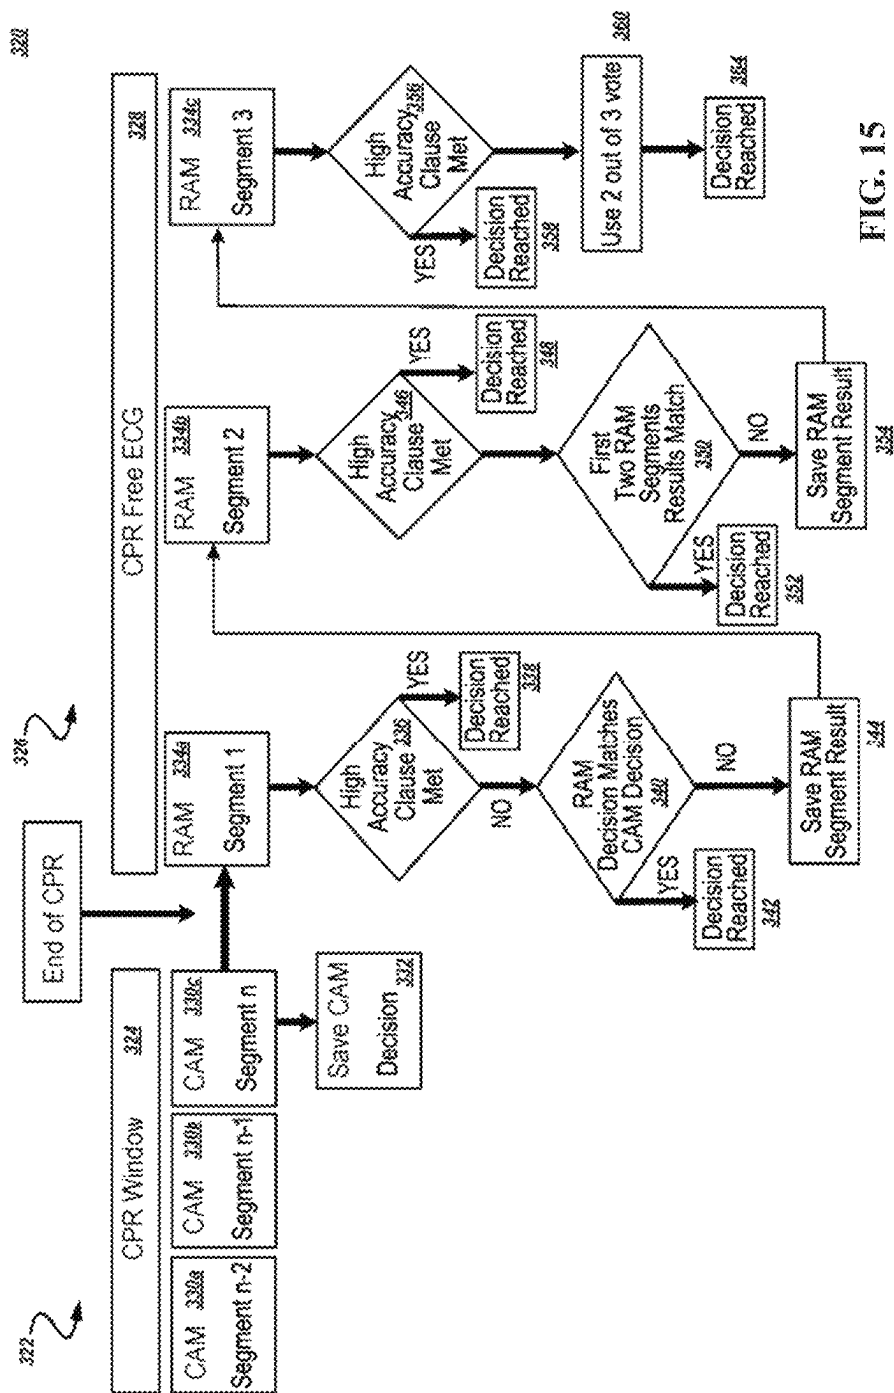 320
322
326
End of CPR
CPR Window 324
CPR Free ECG 328
CAM 330a
Segment n-2
CAM 330b
Segment n-1
CAM 330c
Segment n
Save CAM
Decision 332
RAM 334a
Segment 1
High
Accuracy 336
Clause
Met
YES
Decision
Reached
338
NO
RAM
Decision Matches
CAM Decision
340
YES
Decision
Reached
342
NO
Save RAM
Segment Result
344
RAM 334b
Segment 2
High
Accuracy 346
Clause
Met
YES
Decision
Reached
348
First
Two RAM
Segments
Results Match
350
YES
Decision
Reached
352
NO
Save RAM
Segment Result
354
RAM 334c
Segment 3
High
Accuracy 356
Clause
Met
YES
Decision
Reached
358
Use 2 out of 3 vote
360
Decision
Reached
364
FIG. 15